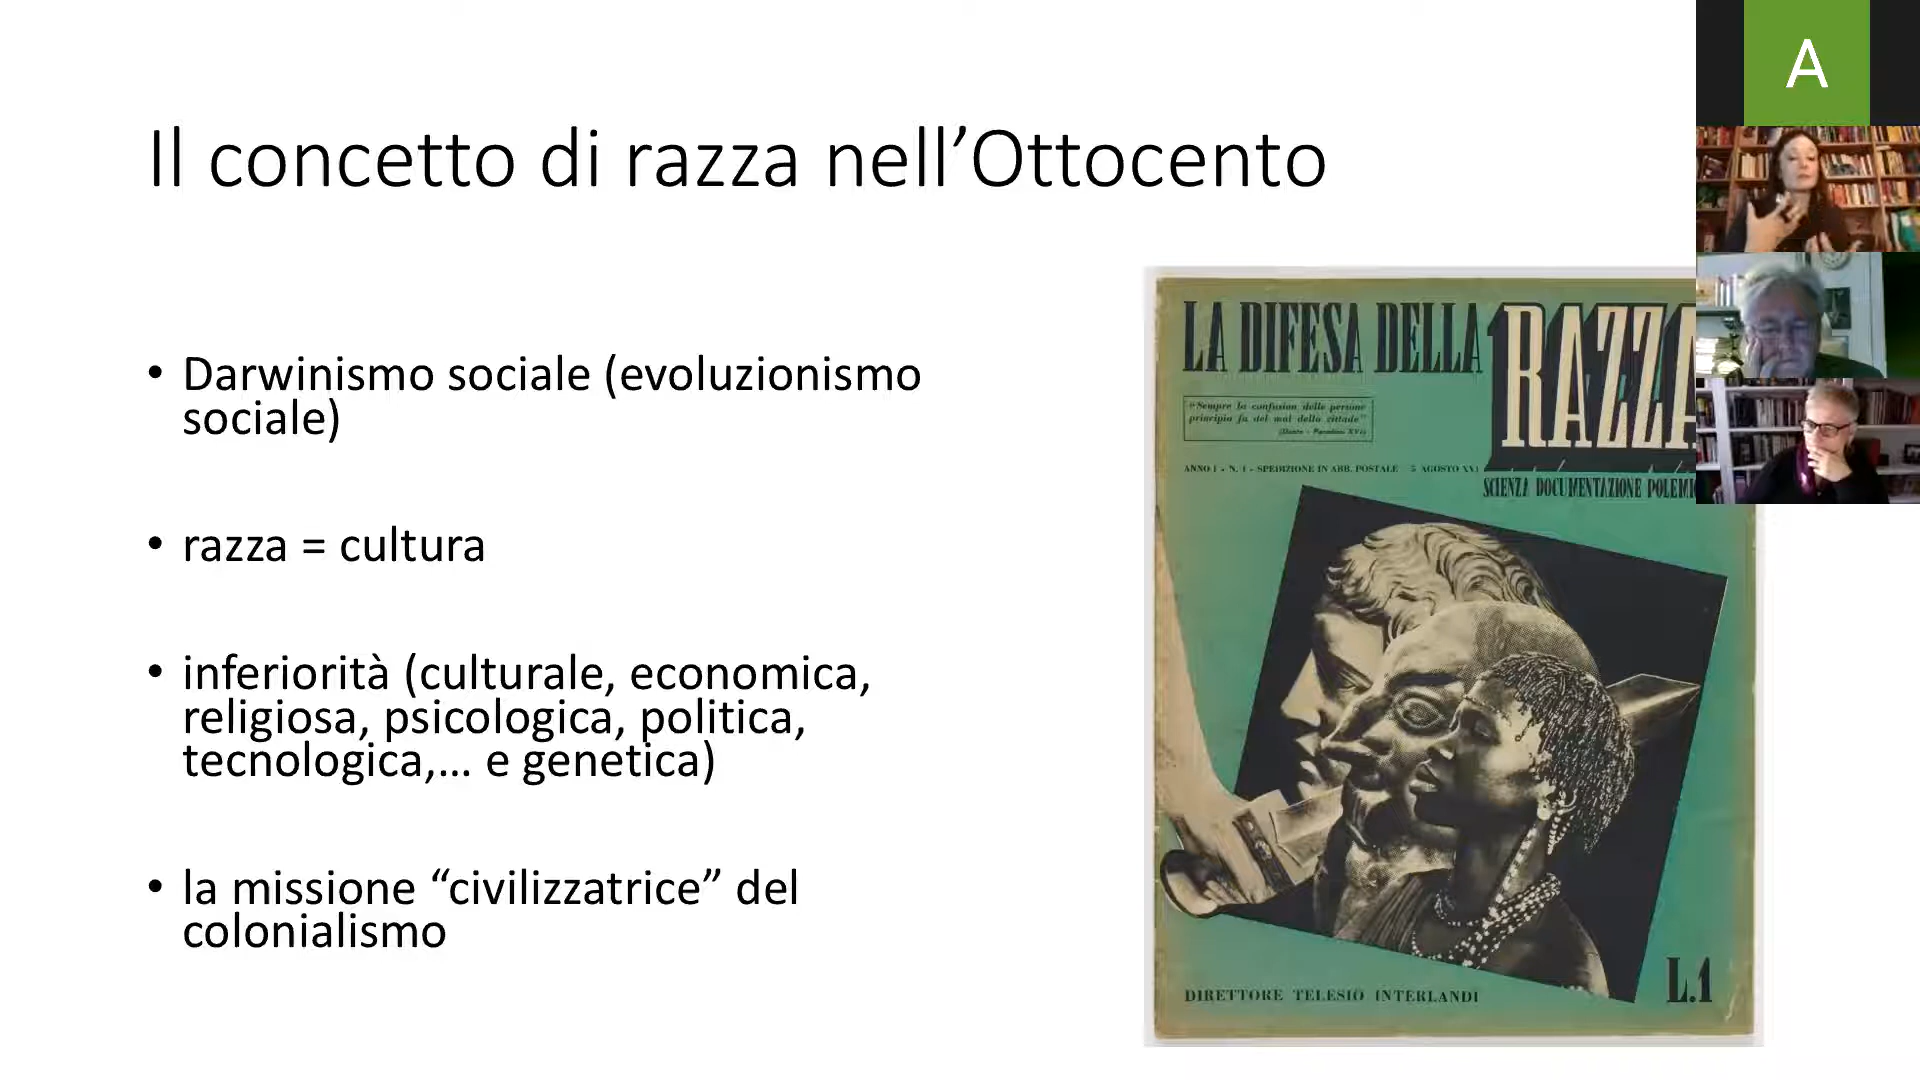 Il concetto di razza nell’Ottocento
• Darwinismo sociale (evoluzionismo
sociale)
• razza = cultura
• inferiorità (culturale, economica,
religiosa, psicologica, politica,
tecnologica,... e genetica)
• la missione “civilizzatrice” del
colonialismo
LA DIFESA DELLA
RAZZA
“Sempre la confusion delle persone
principio fu del mal della cittade”
(Dante - Paradiso XVI)
ANNO I - N. 1 - SPEDIZIONE IN ABB. POSTALE 5 AGOSTO XVI
SCIENZA DOCUMENTAZIONE
DIRETTORE TELESIO INTERLANDI
L.1
A